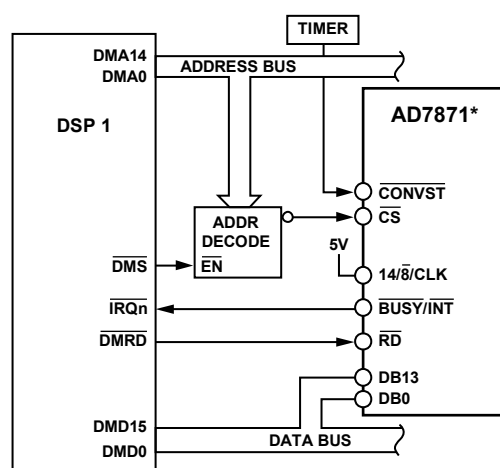 TIMER
DMA14
DMA0
ADDRESS BUS
DSP 1
AD7871*
CONVST
CS
ADDR
DECODE
EN
5V
DMS
14/8/CLK
IRQn
BUSY/INT
DMRD
RD
DB13
DB0
DMD15
DMD0
DATA BUS